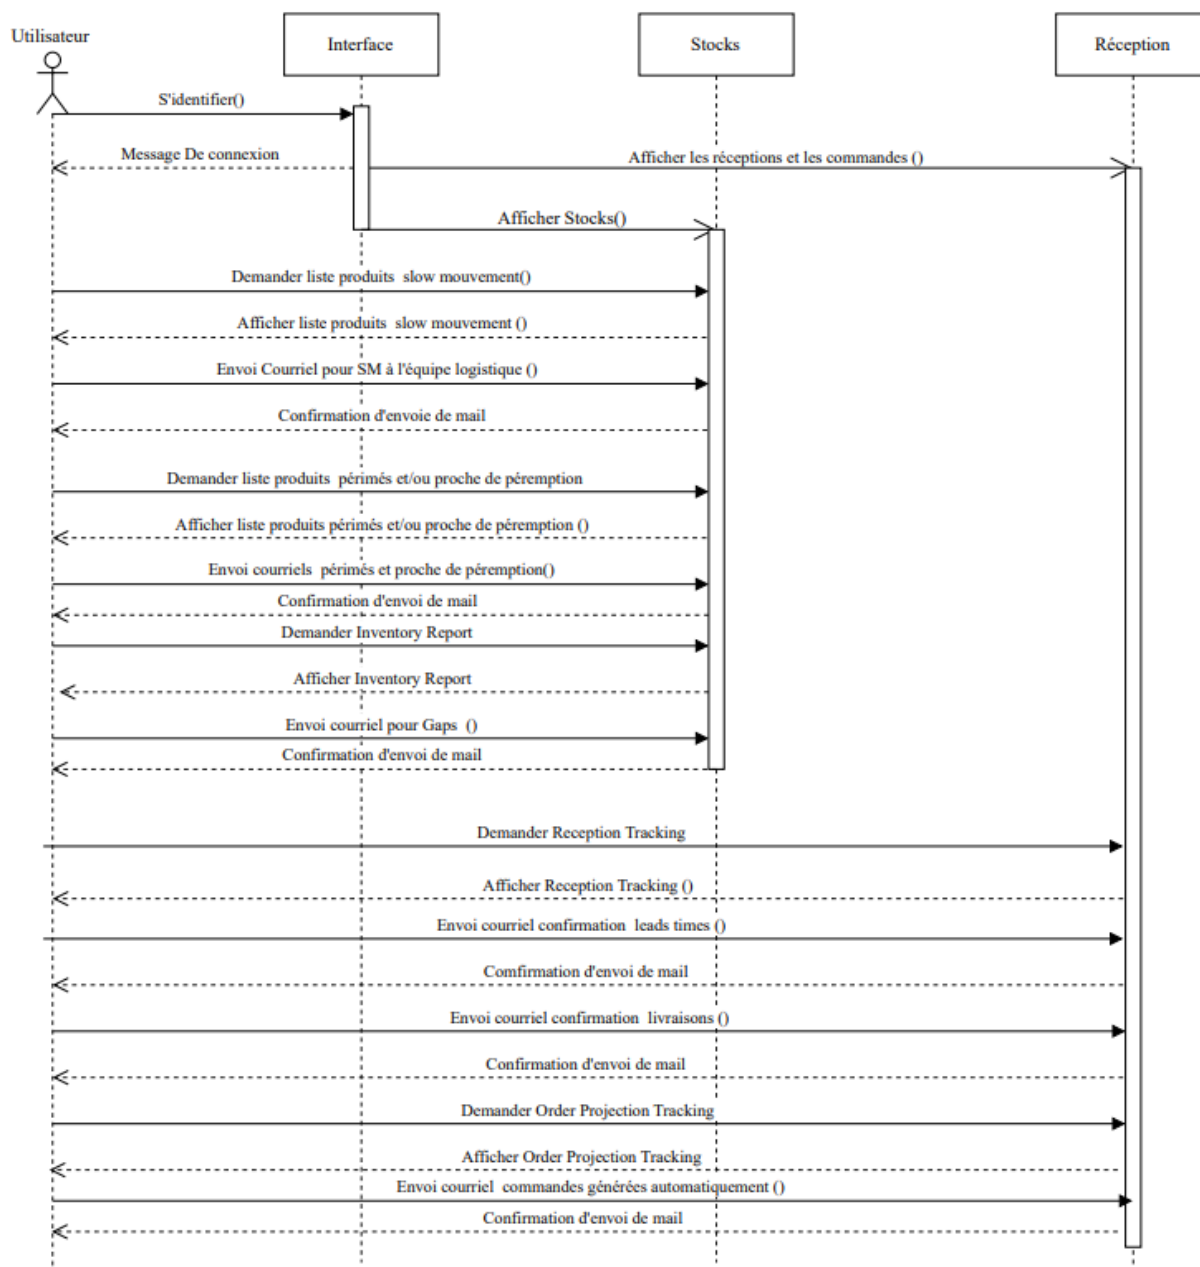 Utilisateur
Interface
Stocks
Réception
S'identifier()
Message De connexion
Afficher les réceptions et les commandes ()
Afficher Stocks()
Demander liste produits slow mouvement()
Afficher liste produits slow mouvement ()
Envoi Courriel pour SM à l'équipe logistique ()
Confirmation d'envoie de mail
Demander liste produits périmés et/ou proche de péremption
Afficher liste produits périmés et/ou proche de péremption ()
Envoi courriels périmés et proche de péremption()
Confirmation d'envoi de mail
Demander Inventory Report
Afficher Inventory Report
Envoi courriel pour Gaps ()
Confirmation d'envoi de mail
Demander Reception Tracking
Afficher Reception Tracking ()
Envoi courriel confirmation leads times ()
Comfirmation d'envoi de mail
Envoi courriel confirmation livraisons ()
Confirmation d'envoi de mail
Demander Order Projection Tracking
Afficher Order Projection Tracking
Envoi courriel commandes générées automatiquement ()
Confirmation d'envoi de mail